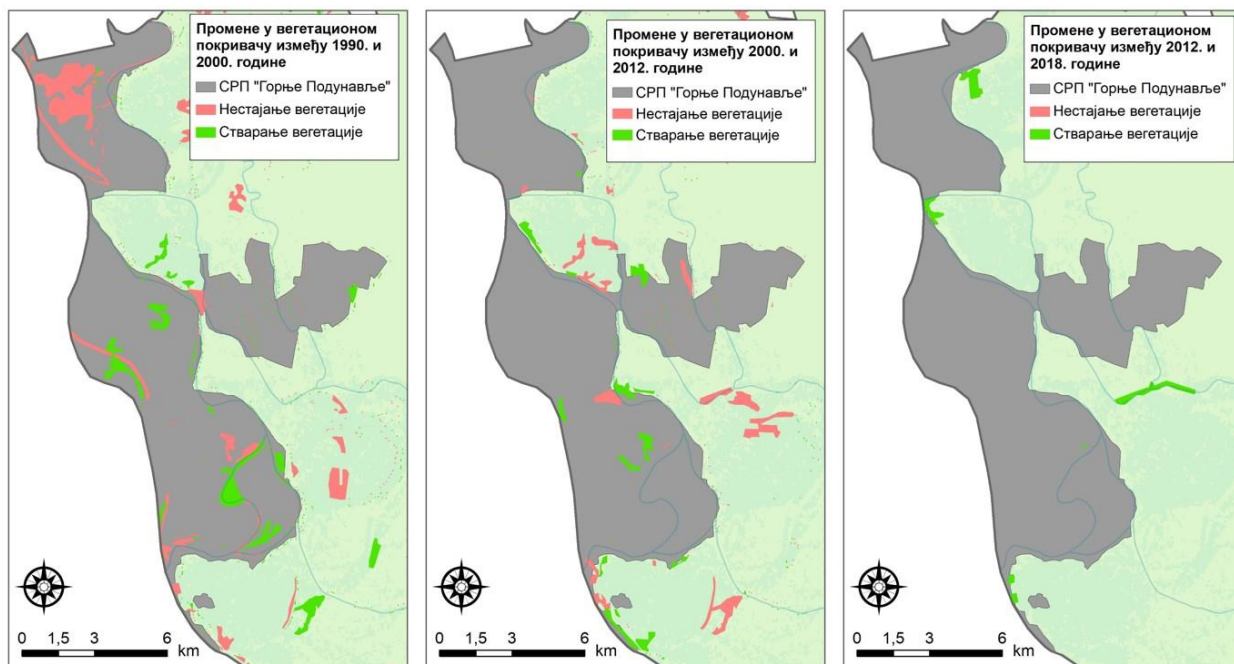 Промене у вегетационом
покривачу између 1990. и
2000. године
СРП "Горње Подунавље"
Нестајање вегетације
Стварање вегетације
0 1,5 3 6
km
Промене у вегетационом
покривачу између 2000. и
2012. године
СРП "Горње Подунавље"
Нестајање вегетације
Стварање вегетације
0 1,5 3 6
km
Промене у вегетационом
покривачу између 2012. и
2018. године
СРП "Горње Подунавље"
Нестајање вегетације
Стварање вегетације
0 1,5 3 6
km